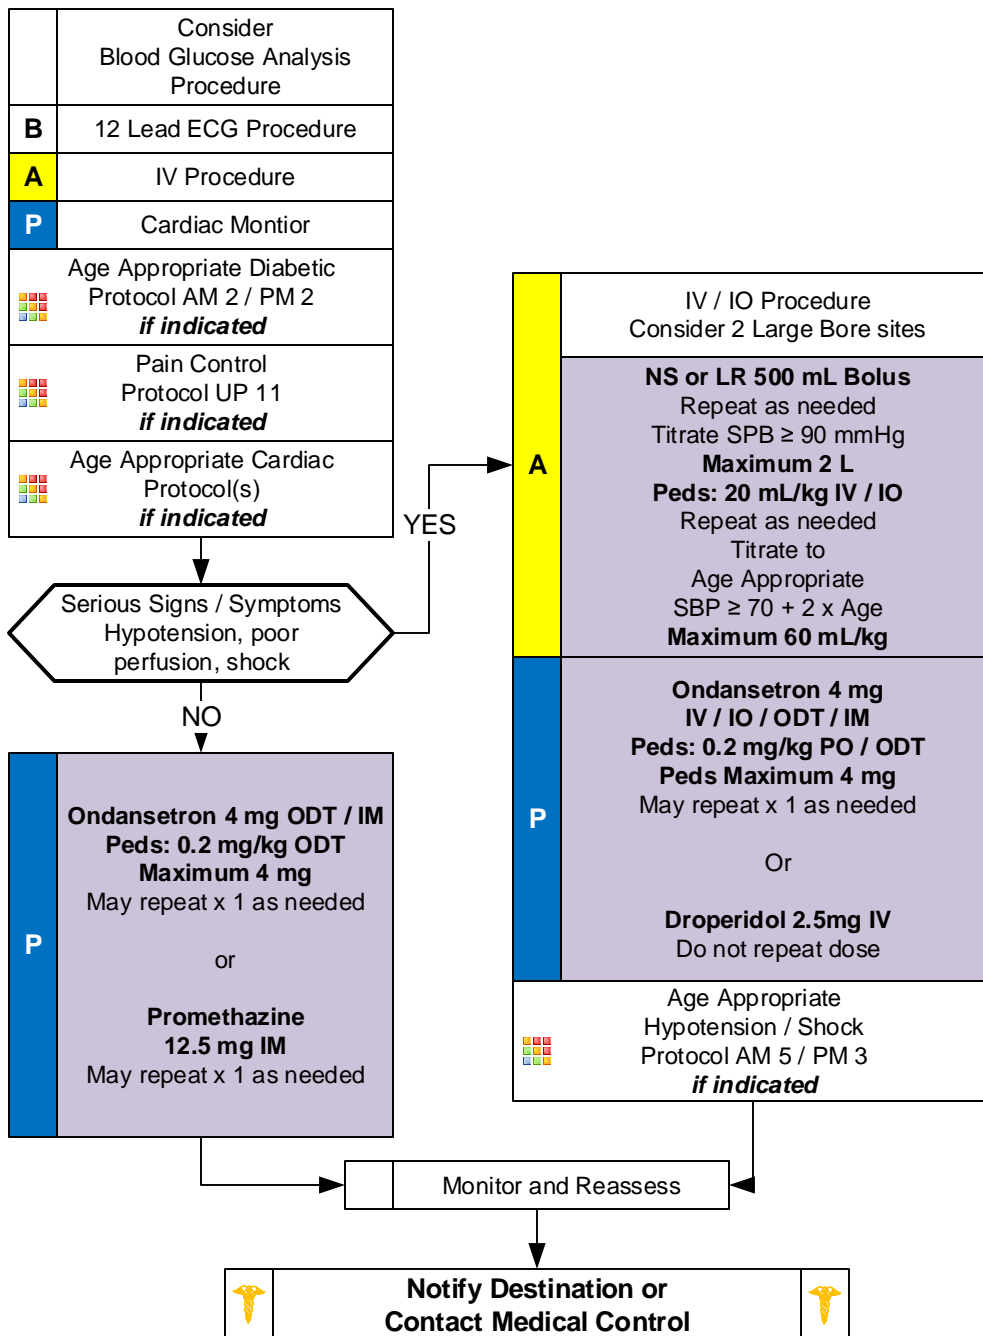 Consider
Blood Glucose Analysis
Procedure
B
12 Lead ECG Procedure
A
IV Procedure
P
Cardiac Montior
Age Appropriate Diabetic
Protocol AM 2 / PM 2
if indicated
Pain Control
Protocol UP 11
if indicated
Age Appropriate Cardiac
Protocol(s)
if indicated
Serious Signs / Symptoms
Hypotension, poor
perfusion, shock
YES
NO
P
Ondansetron 4 mg ODT / IM
Peds: 0.2 mg/kg ODT
Maximum 4 mg
May repeat x 1 as needed
or
Promethazine
12.5 mg IM
May repeat x 1 as needed
A
IV / IO Procedure
Consider 2 Large Bore sites
NS or LR 500 mL Bolus
Repeat as needed
Titrate SPB ≥ 90 mmHg
Maximum 2 L
Peds: 20 mL/kg IV / IO
Repeat as needed
Titrate to
Age Appropriate
SBP ≥ 70 + 2 x Age
Maximum 60 mL/kg
P
Ondansetron 4 mg
IV / IO / ODT / IM
Peds: 0.2 mg/kg PO / ODT
Peds Maximum 4 mg
May repeat x 1 as needed
Or
Droperidol 2.5mg IV
Do not repeat dose
Age Appropriate
Hypotension / Shock
Protocol AM 5 / PM 3
if indicated
Monitor and Reassess
Notify Destination or
Contact Medical Control